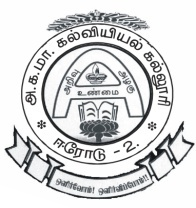 அ.க.மா. கல்வியியல் கல்லூரி
அறிவு
அழகு
உண்மை
* ஈரோடு - 2. *
ஒளிர்வோம்! ஒளிர்விப்போம்!!